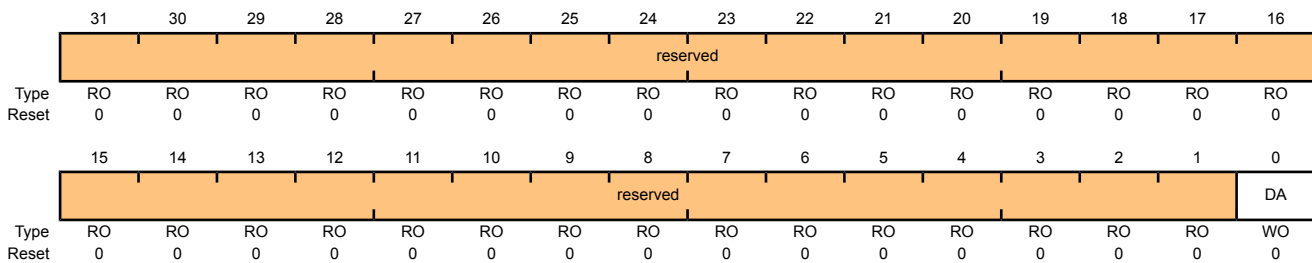 31 30 29 28 27 26 25 24 23 22 21 20 19 18 17 16
reserved
Type RO RO RO RO RO RO RO RO RO RO RO RO RO RO RO RO
Reset 0 0 0 0 0 0 0 0 0 0 0 0 0 0 0 0
15 14 13 12 11 10 9 8 7 6 5 4 3 2 1 0
reserved DA
Type RO RO RO RO RO RO RO RO RO RO RO RO RO RO RO WO
Reset 0 0 0 0 0 0 0 0 0 0 0 0 0 0 0 0